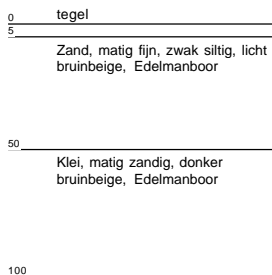 0 tegel
5
Zand, matig fijn, zwak siltig, licht
bruinbeige, Edelmanboor
50
Klei, matig zandig, donker
bruinbeige, Edelmanboor
100